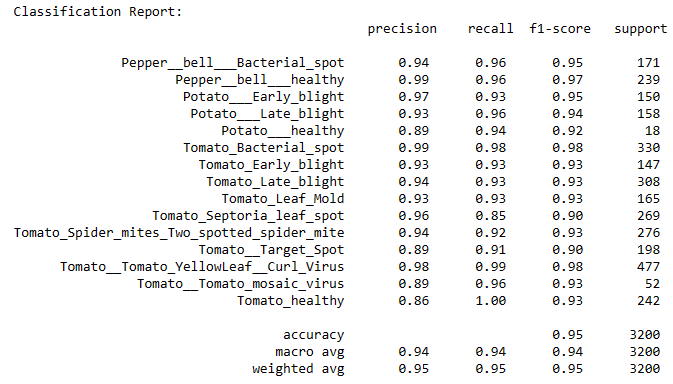 Classification Report:
precision recall f1-score support
Pepper__bell___Bacterial_spot 0.94 0.96 0.95 171
Pepper__bell___healthy 0.99 0.96 0.97 239
Potato___Early_blight 0.97 0.93 0.95 150
Potato___Late_blight 0.93 0.96 0.94 158
Potato___healthy 0.89 0.94 0.92 18
Tomato_Bacterial_spot 0.99 0.98 0.98 330
Tomato_Early_blight 0.93 0.93 0.93 147
Tomato_Late_blight 0.94 0.93 0.93 308
Tomato_Leaf_Mold 0.93 0.93 0.93 165
Tomato_Septoria_leaf_spot 0.96 0.85 0.90 269
Tomato_Spider_mites_Two_spotted_spider_mite 0.94 0.92 0.93 276
Tomato__Target_Spot 0.89 0.91 0.90 198
Tomato__Tomato_YellowLeaf__Curl_Virus 0.98 0.99 0.98 477
Tomato__Tomato_mosaic_virus 0.89 0.96 0.93 52
Tomato_healthy 0.86 1.00 0.93 242
accuracy 0.95 3200
macro avg 0.94 0.94 0.94 3200
weighted avg 0.95 0.95 0.95 3200